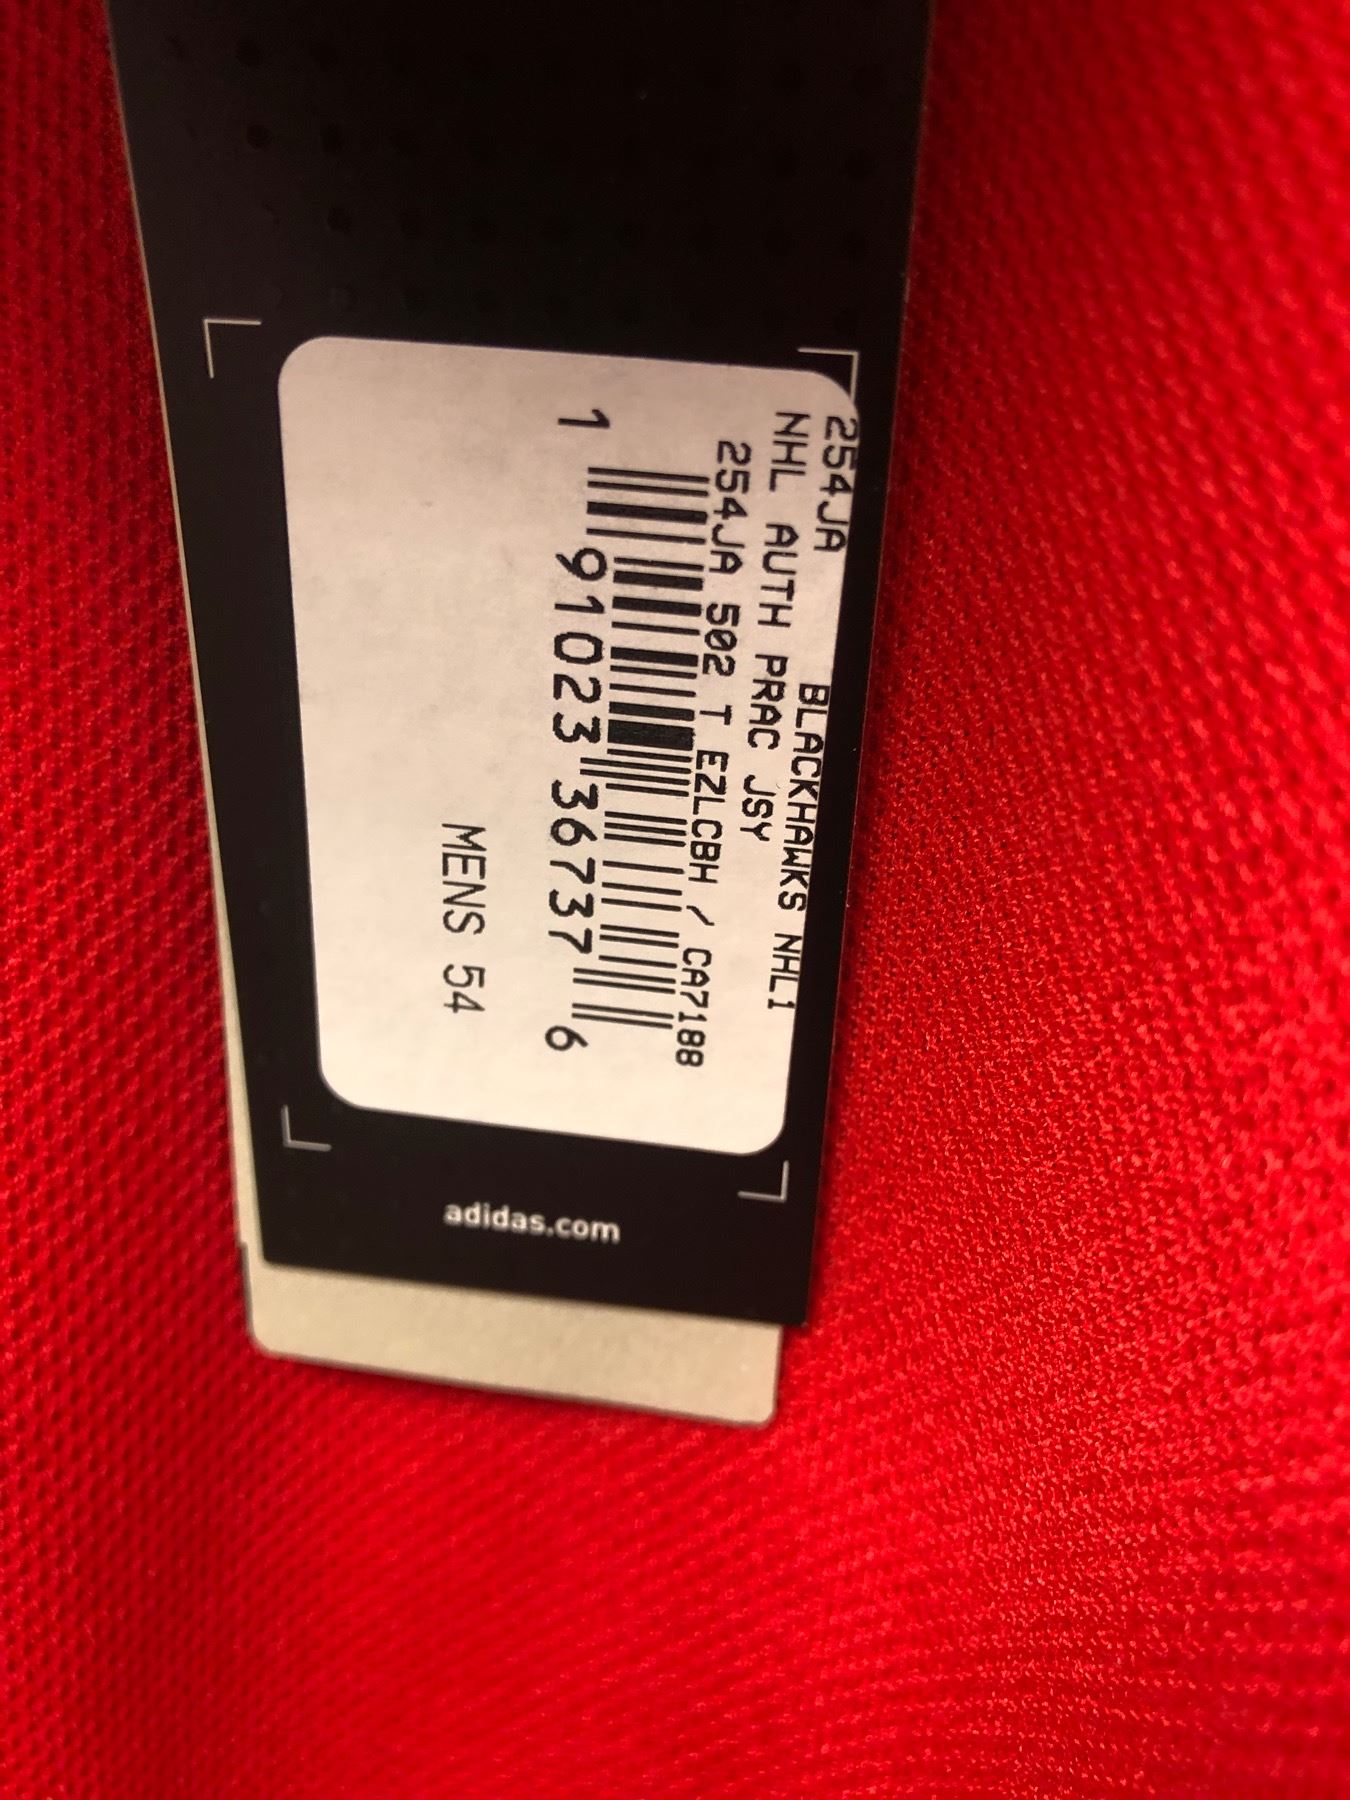 254JA BLACKHAWKS NHL1
NHL AUTH PRAC JSY
254JA 502 T EZLCBH / CA7188
1 91023 36737 6
MENS 54
adidas.com